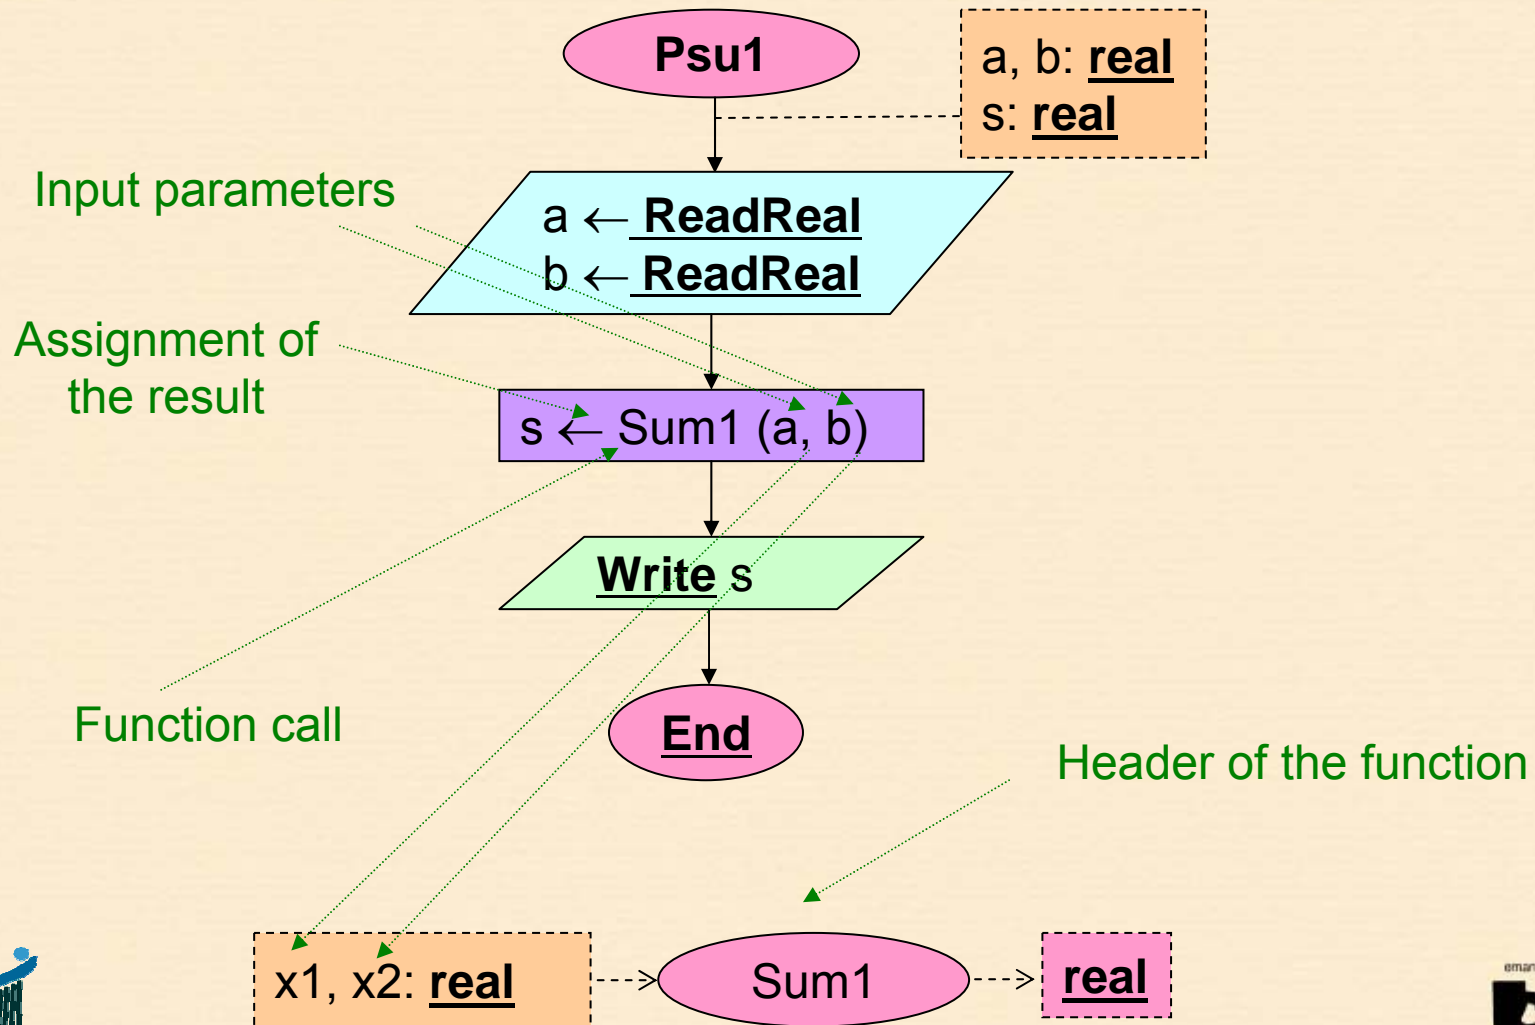 Psu1
a, b: real
s: real
Input parameters
a ← ReadReal
b ← ReadReal
Assignment of
the result
s ← Sum1 (a, b)
Write s
Function call
End
Header of the function
x1, x2: real
Sum1
real